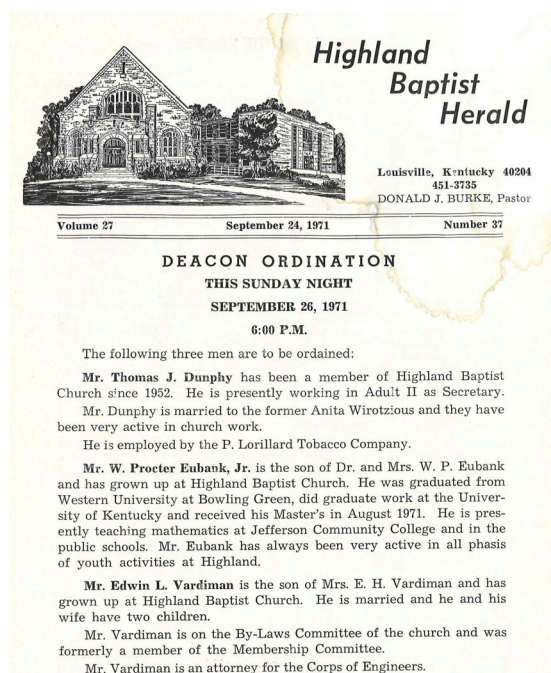 Highland
Baptist
Herald
Louisville, Kentucky 40204
451-3735
DONALD J. BURKE, Pastor
Volume 27 September 24, 1971 Number 37
DEACON ORDINATION
THIS SUNDAY NIGHT
SEPTEMBER 26, 1971
6:00 P.M.
The following three men are to be ordained:
Mr. Thomas J. Dunphy has been a member of Highland Baptist
Church since 1952. He is presently working in Adult II as Secretary.
Mr. Dunphy is married to the former Anita Wirotzious and they have
been very active in church work.
He is employed by the P. Lorillard Tobacco Company.
Mr. W. Procter Eubank, Jr. is the son of Dr. and Mrs. W. P. Eubank
and has grown up at Highland Baptist Church. He was graduated from
Western University at Bowling Green, did graduate work at the Univer-
sity of Kentucky and received his Master's in August 1971. He is pres-
ently teaching mathematics at Jefferson Community College and in the
public schools. Mr. Eubank has always been very active in all phasis
of youth activities at Highland.
Mr. Edwin L. Vardiman is the son of Mrs. E. H. Vardiman and has
grown up at Highland Baptist Church. He is married and he and his
wife have two children.
Mr. Vardiman is on the By-Laws Committee of the church and was
formerly a member of the Membership Committee.
Mr. Vardiman is an attorney for the Corps of Engineers.